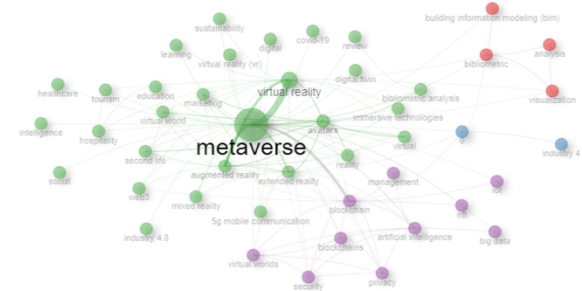 building information modeling (bim)
sustainability
covid-19
review
digital
learning
virtual reality (vr)
analysis
bibliometric
digital twin
virtual reality
healthcare
tourism
education
marketing
bibliometric analysis
visualization
virtual world
immersive technologies
intelligence
hospitality
avatars
virtual
metaverse
second life
reality
industry 4
augmented reality
extended reality
management
social
web3
mixed reality
blockchain
5g mobile communication
industry 4.0
blockchains
artificial intelligence
big data
virtual worlds
security
privacy